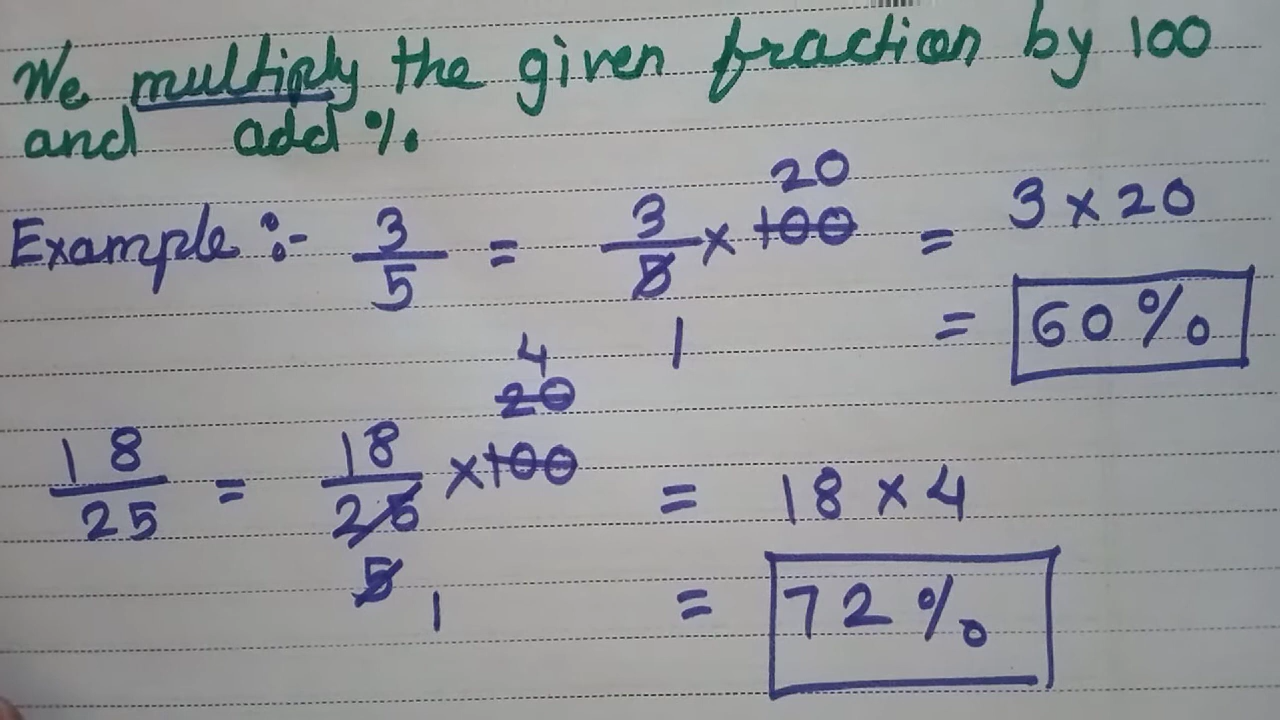 We multiply the given fraction by 100
and add %.
20
Example :- 3/5 = 3/5 × 100 = 3 × 20
1
= 60%
4
20
18/25 = 18/25 × 100 = 18 × 4
5 1
= 72%